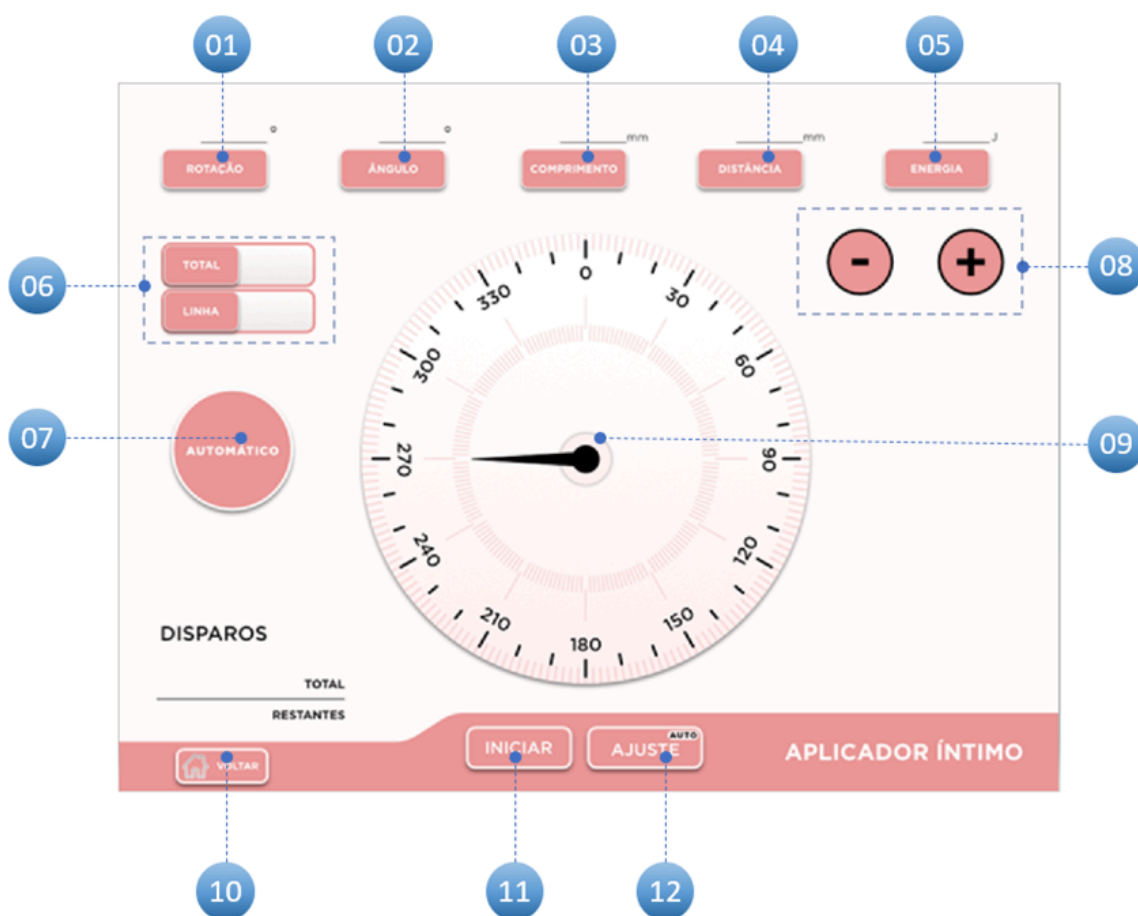 01
02
03
04
05
º
º
mm
mm
J
ROTAÇÃO
ÂNGULO
COMPRIMENTO
DISTÂNCIA
ENERGIA
06
TOTAL
LINHA
-
+
08
0
30
60
90
120
150
180
210
240
270
300
330
07
AUTOMÁTICO
09
DISPAROS
TOTAL
RESTANTES
VOLTAR
INICIAR
AJUSTE AUTO
APLICADOR ÍNTIMO
10
11
12